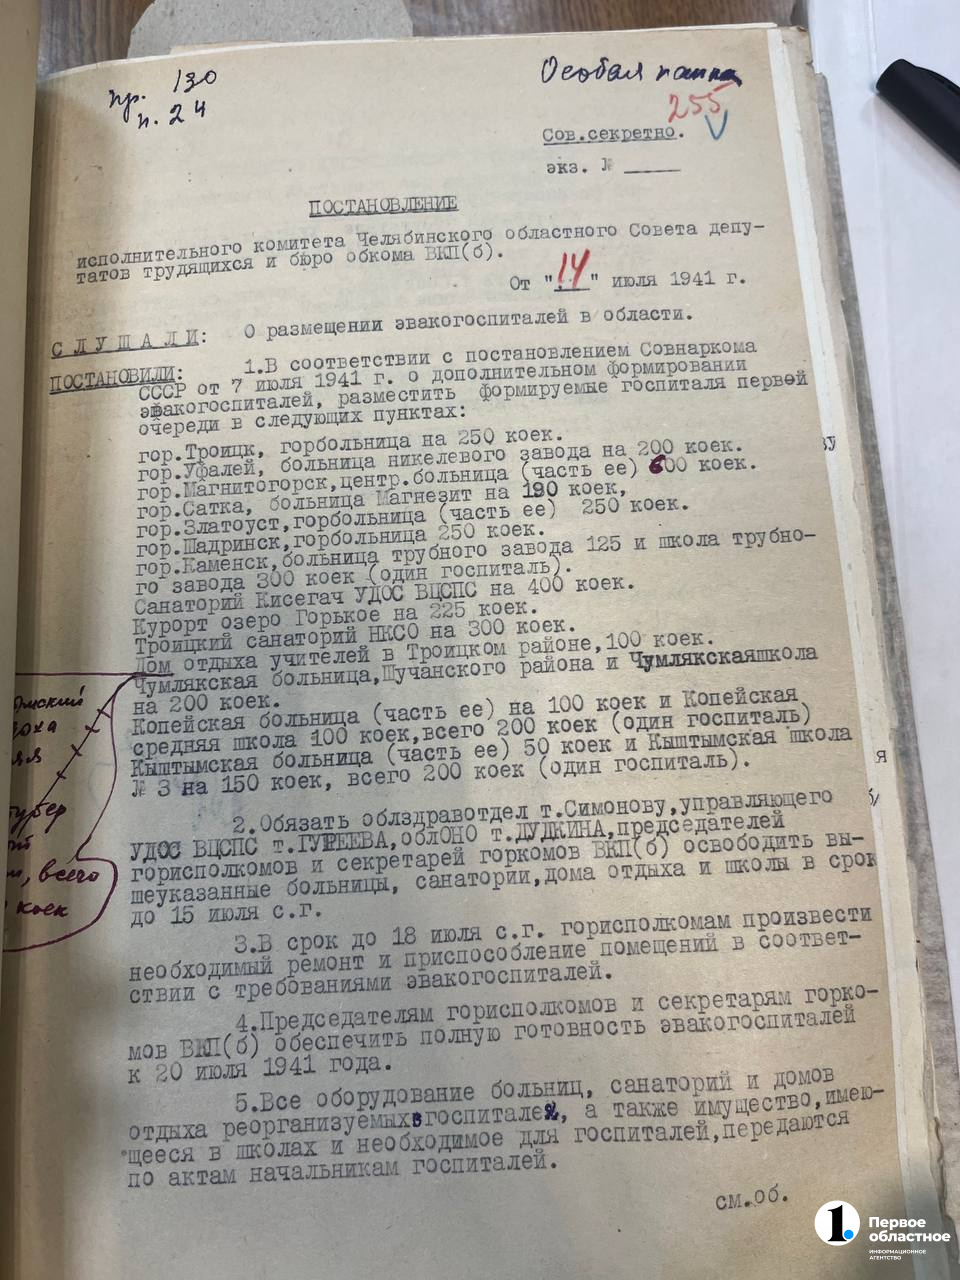 пр. 130
п. 24
Особая папка
255
Сов.секретно.
экз. №
ПОСТАНОВЛЕНИЕ
исполнительного комитета Челябинского областного Совета депу-
татов трудящихся и бюро обкома ВКП(б).
От "14" июля 1941 г.
СЛУШАЛИ: О размещении эвакогоспиталей в области.
ПОСТАНОВИЛИ: 1.В соответствии с постановлением Совнаркома
СССР от 7 июля 1941 г. о дополнительном формировании
эвакогоспиталей, разместить формируемые госпиталя первой
очереди в следующих пунктах:
гор.Троицк, горбольница на 250 коек.
гор.Уфалей, больница никелевого завода на 200 коек.
гор.Магнитогорск,центр.больница (часть ее) 600 коек.
гор.Сатка, больница Магнезит на 190 коек,
гор.Златоуст,горбольница (часть ее) 250 коек.
гор.Шадринск,горбольница 250 коек.
гор.Каменск,больница трубного завода 125 и школа трубно-
го завода 300 коек (один госпиталь).
Санаторий Кисегач УДОС ВЦСПС на 400 коек.
Курорт озеро Горькое на 225 коек.
Троицкий санаторий НКСО на 300 коек.
Дом отдыха учителей в Троицком районе,100 коек.
Чумлякская больница,Щучанского района и Чумлякскаяшкола
на 200 коек.
Копейская больница (часть ее) на 100 коек и Копейская
средняя школа 100 коек,всего 200 коек (один госпиталь)
Кыштымская больница (часть ее) 50 коек и Кыштымская школа
№ 3 на 150 коек, всего 200 коек (один госпиталь).
всего
коек
2.Обязать облздравотдел т.Симонову,управляющего
УДОС ВЦСПС т.ГУРЕЕВА,облОНО т.ДУДКИНА,председателей
горисполкомов и секретарей горкомов ВКП(б) освободить вы-
шеуказанные больницы, санатории,дома отдыха и школы в срок
до 15 июля с.г.
3.В срок до 18 июля с.г. горисполкомам произвести
необходимый ремонт и приспособление помещений в соответ-
ствии с требованиями эвакогоспиталей.
4.Председателям горисполкомов и секретарям горко-
мов ВКП(б) обеспечить полную готовность эвакогоспиталей
к 20 июля 1941 года.
5.Все оборудование больниц, санаторий и домов
отдыха реорганизуемых в госпиталей, а также имущество,имею-
щееся в школах и необходимое для госпиталей,передаются
по актам начальникам госпиталей.
см.об.
1.
Первое
областное
ИНФОРМАЦИОННОЕ
АГЕНТСТВО